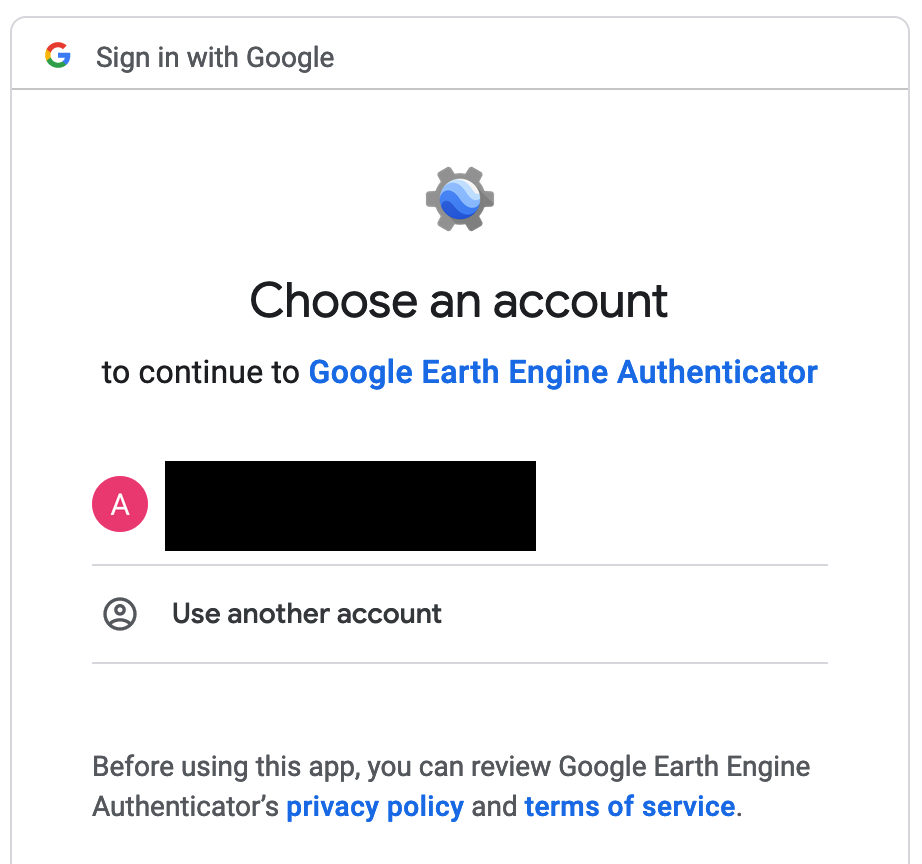 Sign in with Google
Choose an account
to continue to Google Earth Engine Authenticator
A
Use another account
Before using this app, you can review Google Earth Engine
Authenticator’s privacy policy and terms of service.